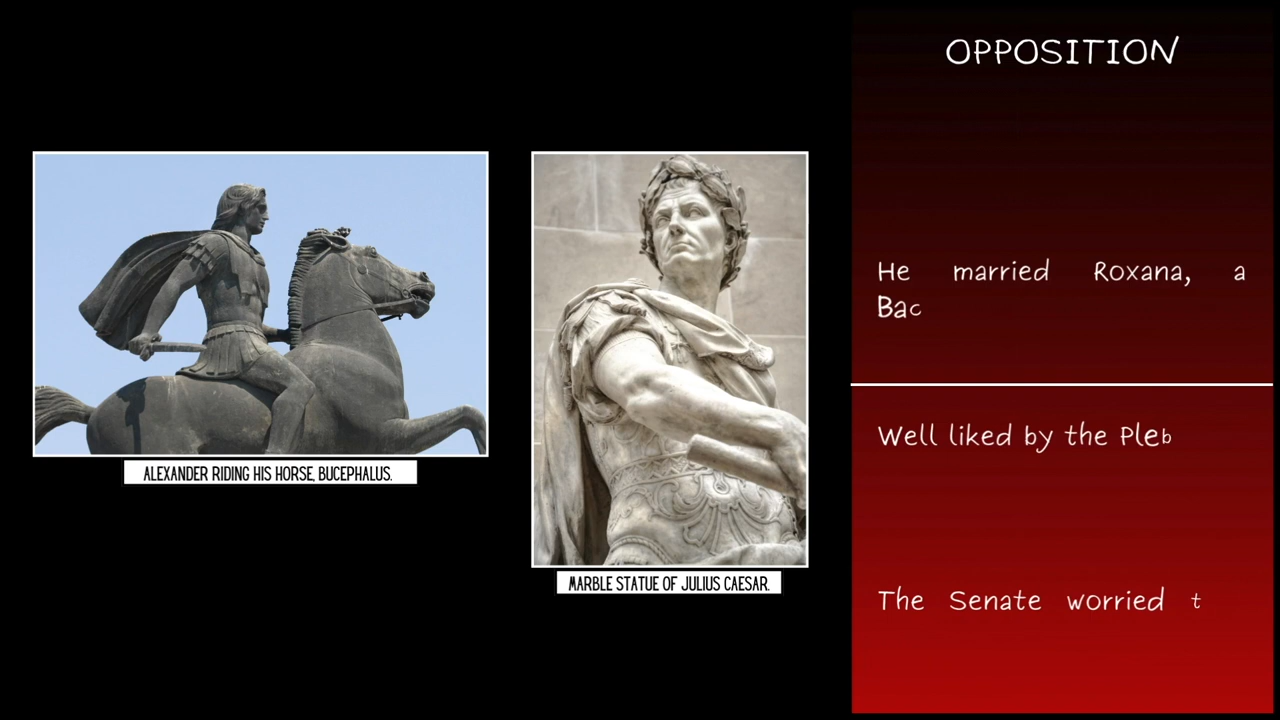 OPPOSITION
He married Roxana, a
Bac
Well liked by the Pleb
The Senate worried t
ALEXANDER RIDING HIS HORSE, BUCEPHALUS.
MARBLE STATUE OF JULIUS CAESAR.